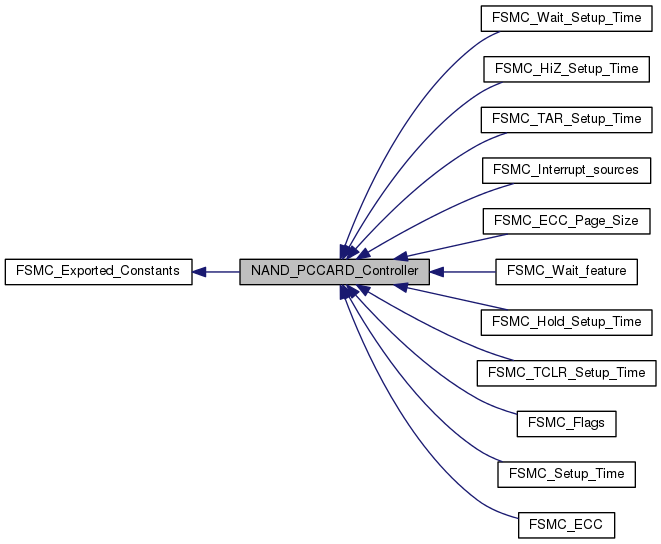 FSMC_Wait_Setup_Time
FSMC_HiZ_Setup_Time
FSMC_TAR_Setup_Time
FSMC_Interrupt_sources
FSMC_ECC_Page_Size
FSMC_Exported_Constants
NAND_PCCARD_Controller
FSMC_Wait_feature
FSMC_Hold_Setup_Time
FSMC_TCLR_Setup_Time
FSMC_Flags
FSMC_Setup_Time
FSMC_ECC